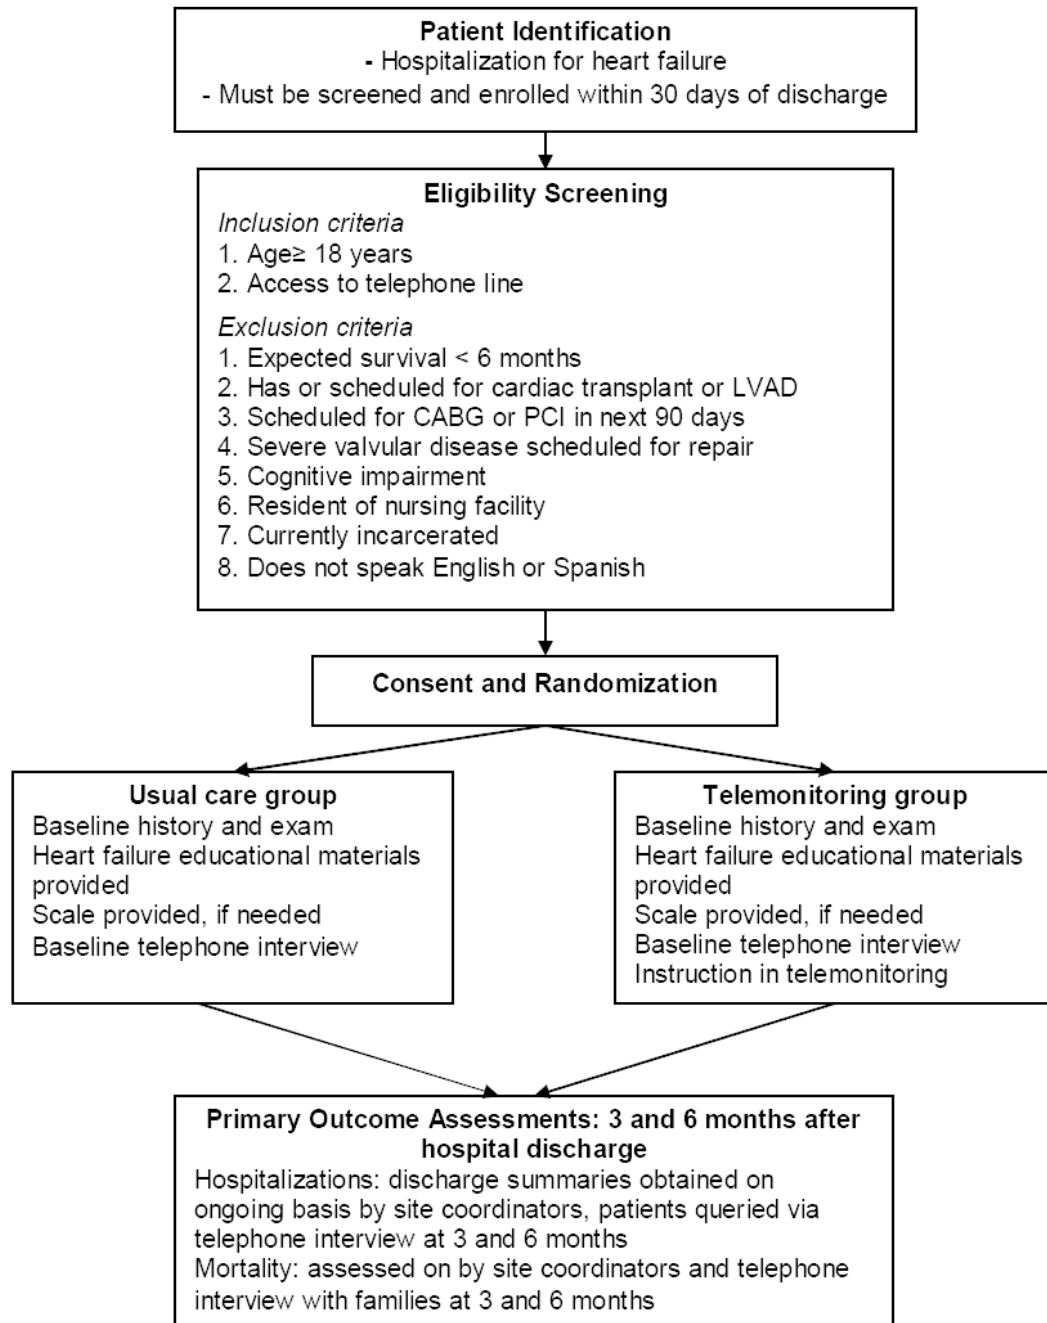 Patient Identification
- Hospitalization for heart failure
- Must be screened and enrolled within 30 days of discharge
Eligibility Screening
Inclusion criteria
1. Age≥ 18 years
2. Access to telephone line
Exclusion criteria
1. Expected survival < 6 months
2. Has or scheduled for cardiac transplant or LVAD
3. Scheduled for CABG or PCI in next 90 days
4. Severe valvular disease scheduled for repair
5. Cognitive impairment
6. Resident of nursing facility
7. Currently incarcerated
8. Does not speak English or Spanish
Consent and Randomization
Usual care group
Baseline history and exam
Heart failure educational materials
provided
Scale provided, if needed
Baseline telephone interview
Telemonitoring group
Baseline history and exam
Heart failure educational materials
provided
Scale provided, if needed
Baseline telephone interview
Instruction in telemonitoring
Primary Outcome Assessments: 3 and 6 months after
hospital discharge
Hospitalizations: discharge summaries obtained on
ongoing basis by site coordinators, patients queried via
telephone interview at 3 and 6 months
Mortality: assessed on by site coordinators and telephone
interview with families at 3 and 6 months